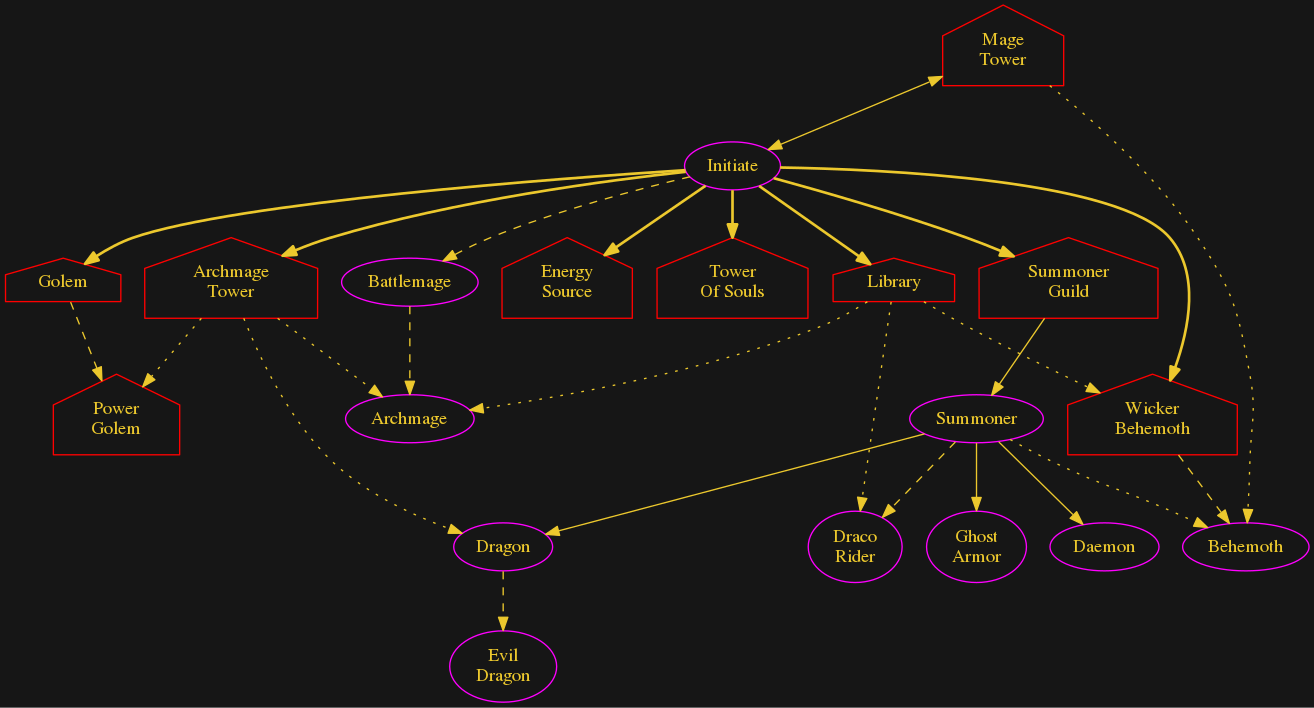 Mage
Tower
Initiate
Golem
Archmage
Tower
Battlemage
Energy
Source
Tower
Of Souls
Library
Summoner
Guild
Power
Golem
Archmage
Summoner
Wicker
Behemoth
Dragon
Draco
Rider
Ghost
Armor
Daemon
Behemoth
Evil
Dragon